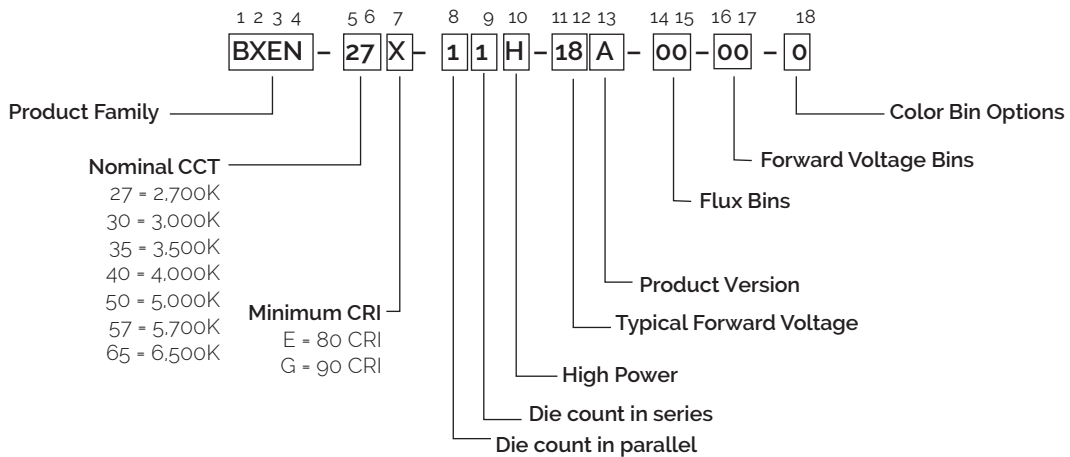 1 2 3 4 5 6 7 8 9 10 11 12 13 14 15 16 17 18
BXEN – 27 X – 1 1 H – 18 A – 00 – 00 – 0
Product Family
Color Bin Options
Nominal CCT
27 = 2,700K
30 = 3,000K
35 = 3,500K
40 = 4,000K
50 = 5,000K
57 = 5,700K
65 = 6,500K
Forward Voltage Bins
Flux Bins
Product Version
Minimum CRI
E = 80 CRI
G = 90 CRI
Typical Forward Voltage
High Power
Die count in series
Die count in parallel